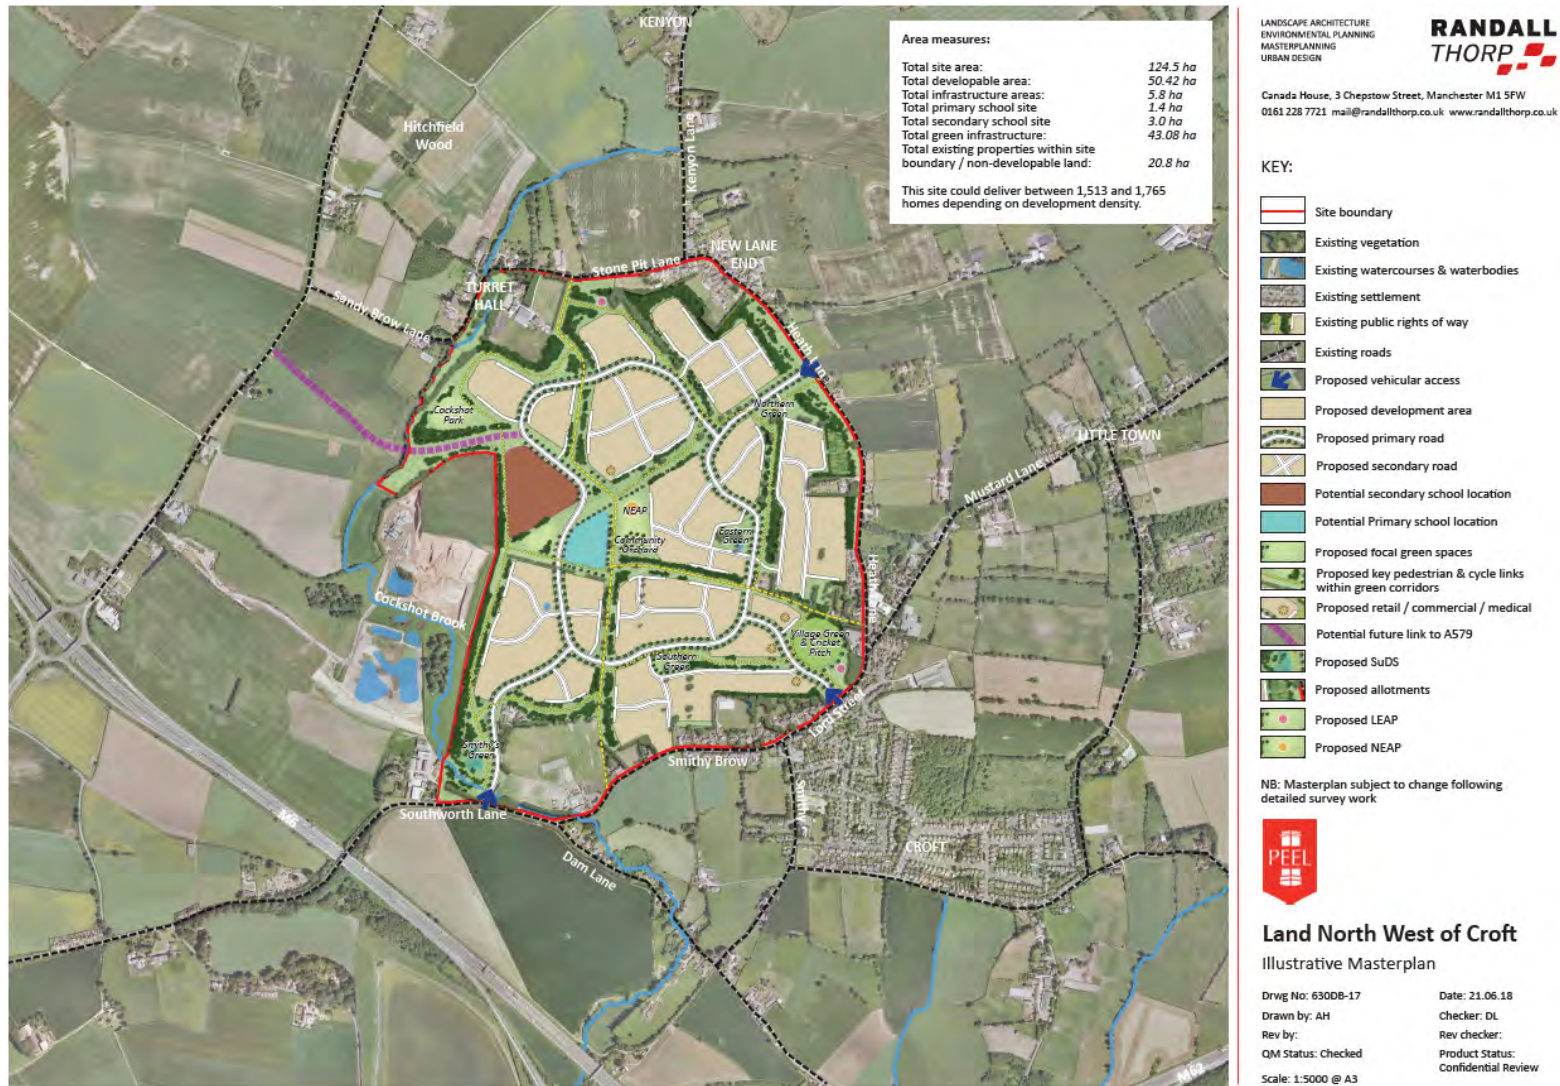 KENYON
Hitchfield
Wood
Kenyon Lane
NEW LANE
END
Stone Pit Lane
TURRET
HALL
Sandy Brow Lane
Heath Lane
Cockshot
Park
Northern
Green
LITTLE TOWN
Mustard Lane
NEAP
Community
Orchard
Eastern
Green
Heath Lane
Cockshot Brook
Village Green
& Cricket
Pitch
Southern
Green
Lord Street
Smithy's
Green
Smithy Brow
Southworth Lane
M6
Dam Lane
CROFT
M62
Area measures:
Total site area: 124.5 ha
Total developable area: 50.42 ha
Total infrastructure areas: 5.8 ha
Total primary school site 1.4 ha
Total secondary school site 3.0 ha
Total green infrastructure: 43.08 ha
Total existing properties within site
boundary / non-developable land: 20.8 ha
This site could deliver between 1,513 and 1,765
homes depending on development density.
LANDSCAPE ARCHITECTURE
ENVIRONMENTAL PLANNING
MASTERPLANNING
URBAN DESIGN
RANDALL
THORP
Canada House, 3 Chepstow Street, Manchester M1 5FW
0161 228 7721 mail@randallthorp.co.uk www.randallthorp.co.uk
KEY:
Site boundary
Existing vegetation
Existing watercourses & waterbodies
Existing settlement
Existing public rights of way
Existing roads
Proposed vehicular access
Proposed development area
Proposed primary road
Proposed secondary road
Potential secondary school location
Potential Primary school location
Proposed focal green spaces
Proposed key pedestrian & cycle links
within green corridors
Proposed retail / commercial / medical
Potential future link to A579
Proposed SuDS
Proposed allotments
Proposed LEAP
Proposed NEAP
NB: Masterplan subject to change following
detailed survey work
PEEL
Land North West of Croft
Illustrative Masterplan
Drwg No: 630DB-17 Date: 21.06.18
Drawn by: AH Checker: DL
Rev by: Rev checker:
QM Status: Checked Product Status:
Confidential Review
Scale: 1:5000 @ A3